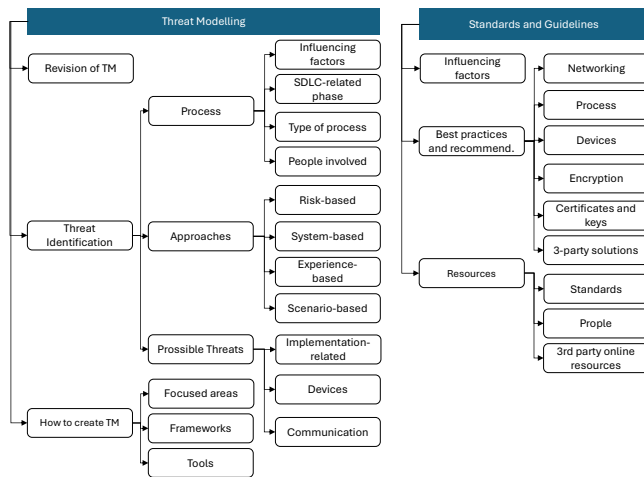 Threat Modelling
Revision of TM
Threat
Identification
Process
Influencing
factors
SDLC-related
phase
Type of process
People involved
Approaches
Risk-based
System-based
Experience-
based
Scenario-based
Prossible Threats
Implementation-
related
Devices
Communication
How to create TM
Focused areas
Frameworks
Tools
Standards and Guidelines
Influencing
factors
Best practices
and recommend.
Networking
Process
Devices
Encryption
Certificates and
keys
3-party solutions
Resources
Standards
Prople
3rd party online
resources